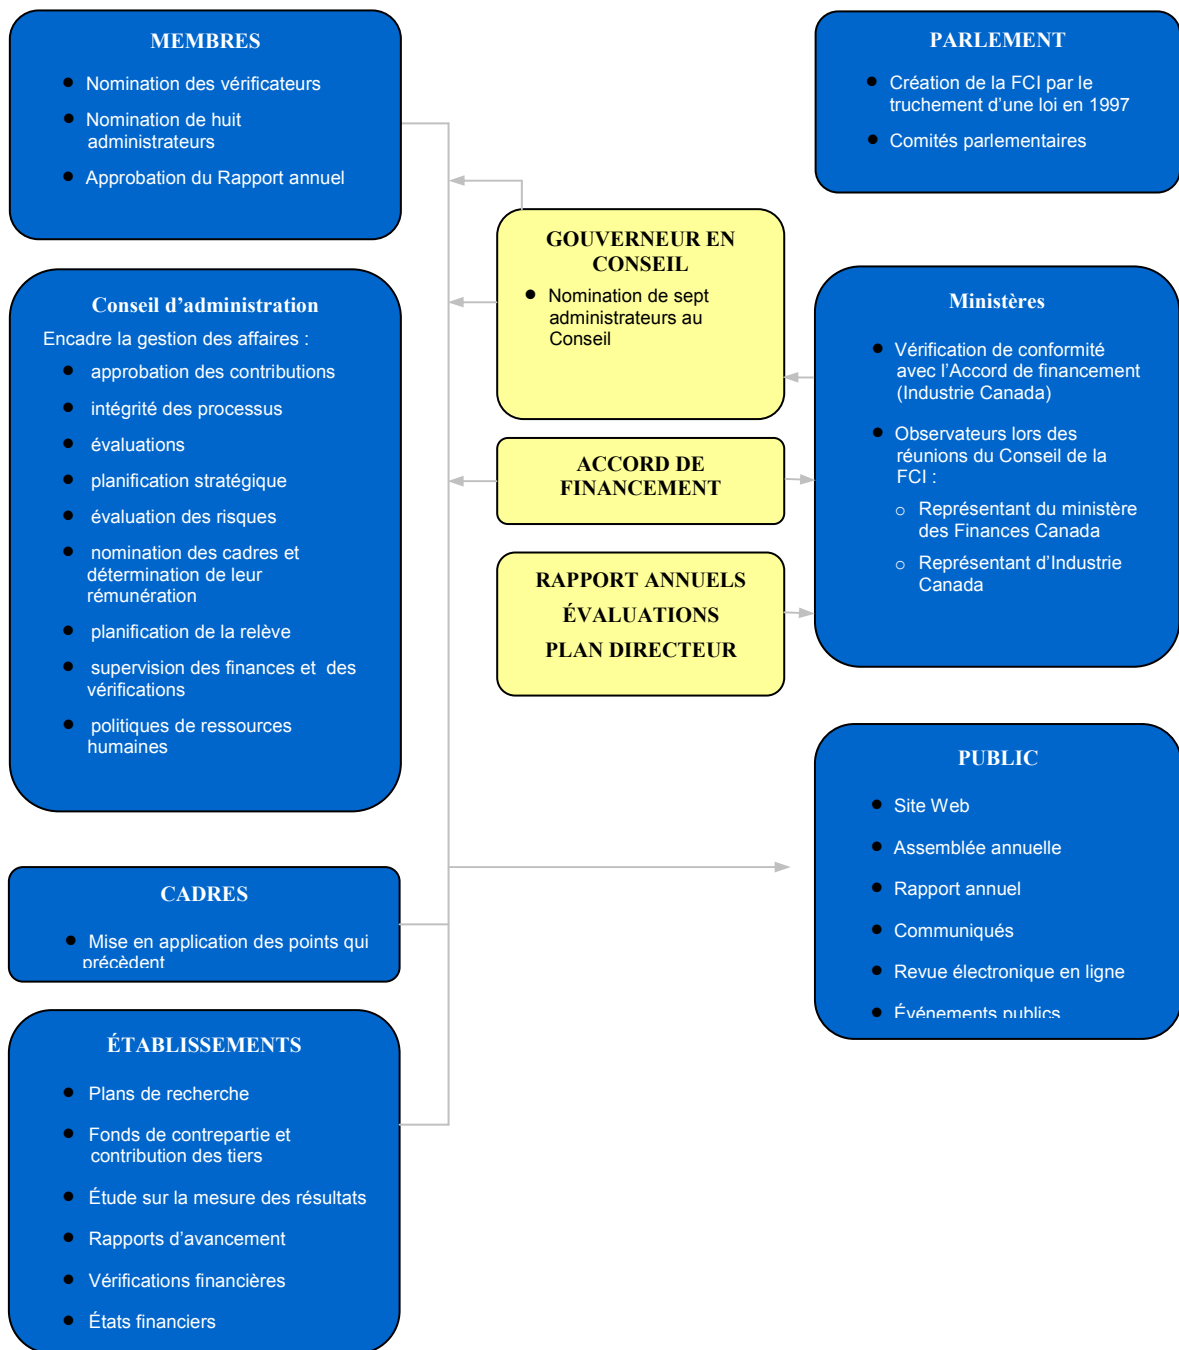 MEMBRES
Nomination des vérificateurs
Nomination de huit
administrateurs
Approbation du Rapport annuel
PARLEMENT
Création de la FCI par le
truchement d'une loi en 1997
Comités parlementaires
GOUVERNEUR EN
CONSEIL
Nomination de sept
administrateurs au
Conseil
Conseil d'administration
Encadre la gestion des affaires :
approbation des contributions
intégrité des processus
évaluations
planification stratégique
évaluation des risques
nomination des cadres et
détermination de leur
rémunération
planification de la relève
supervision des finances et des
vérifications
politiques de ressources
humaines
Ministères
Vérification de conformité
avec l'Accord de financement
(Industrie Canada)
Observateurs lors des
réunions du Conseil de la
FCI :
Représentant du ministère
des Finances Canada
Représentant d'Industrie
Canada
ACCORD DE
FINANCEMENT
RAPPORT ANNUELS
ÉVALUATIONS
PLAN DIRECTEUR
PUBLIC
Site Web
Assemblée annuelle
Rapport annuel
Communiqués
Revue électronique en ligne
Événements publics
CADRES
Mise en application des points qui
précèdent
ÉTABLISSEMENTS
Plans de recherche
Fonds de contrepartie et
contribution des tiers
Étude sur la mesure des résultats
Rapports d'avancement
Vérifications financières
États financiers